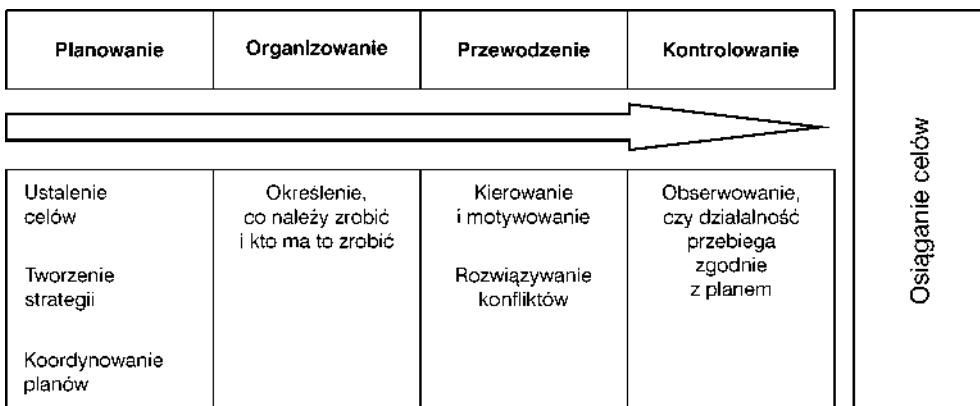 Planowanie
Organizowanie
Przewodzenie
Kontrolowanie
Ustalenie
celów
Tworzenie
strategii
Koordynowanie
planów
Określenie,
co należy zrobić
i kto ma to zrobić
Kierowanie
i motywowanie
Rozwiązywanie
konfliktów
Obserwowanie,
czy działalność
przebiega
zgodnie
z planem
Osiąganie celów